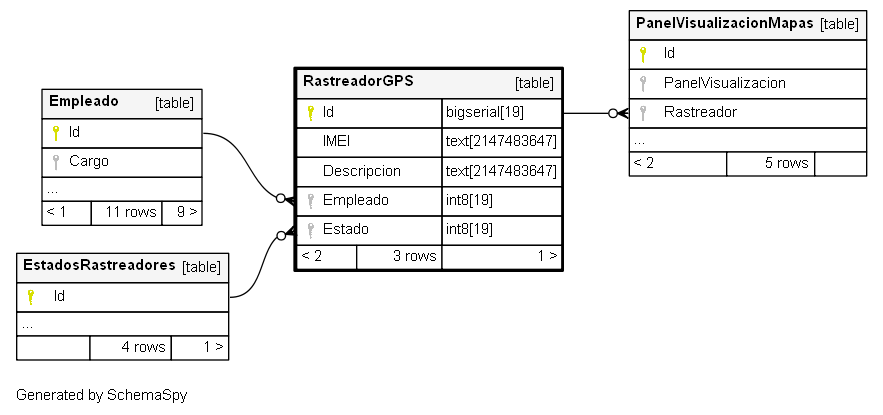 PanelVisualizacionMapas [table]
Id
PanelVisualizacion
Rastreador
...
< 2 5 rows
RastreadorGPS [table]
Id bigserial[19]
IMEI text[2147483647]
Descripcion text[2147483647]
Empleado int8[19]
Estado int8[19]
< 2 3 rows 1 >
Empleado [table]
Id
Cargo
...
< 1 11 rows 9 >
EstadosRastreadores [table]
Id
...
4 rows 1 >
Generated by SchemaSpy